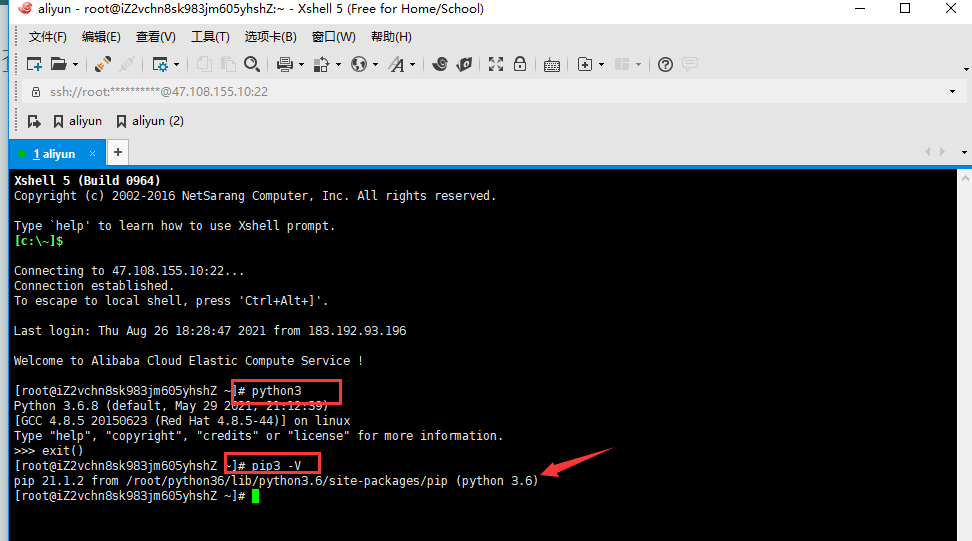 aliyun - root@iZ2vchn8sk983jm605yhshZ:~ - Xshell 5 (Free for Home/School)
文件(F) 编辑(E) 查看(V) 工具(T) 选项卡(B) 窗口(W) 帮助(H)
ssh://root:**********@47.108.155.10:22
aliyun aliyun (2)
1 aliyun × +
Xshell 5 (Build 0964)
Copyright (c) 2002-2016 NetSarang Computer, Inc. All rights reserved.
Type `help' to learn how to use Xshell prompt.
[c:\~]$
Connecting to 47.108.155.10:22...
Connection established.
To escape to local shell, press 'Ctrl+Alt+]'.
Last login: Thu Aug 26 18:28:47 2021 from 183.192.93.196
Welcome to Alibaba Cloud Elastic Compute Service !
[root@iZ2vchn8sk983jm605yhshZ ~]# python3
Python 3.6.8 (default, May 29 2021, 21:12:59)
[GCC 4.8.5 20150623 (Red Hat 4.8.5-44)] on linux
Type "help", "copyright", "credits" or "license" for more information.
>>> exit()
[root@iZ2vchn8sk983jm605yhshZ ~]# pip3 -V
pip 21.1.2 from /root/python36/lib/python3.6/site-packages/pip (python 3.6)
[root@iZ2vchn8sk983jm605yhshZ ~]#